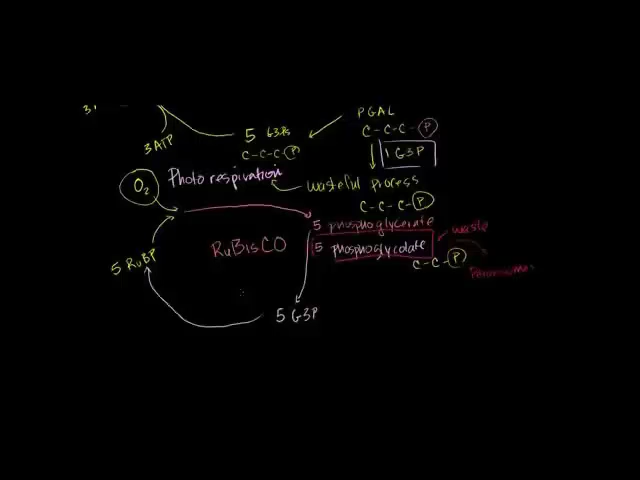 PGAL
5 G3Ps
C-C-C-P
3ATP
C-C-C-P
1 G3P
Photorespiration
wasteful process
O2
C-C-C-P
5 phosphoglycerate
waste
RuBisCO
5 phosphoglycolate
C-C-P
5 RuBP
5 G3P